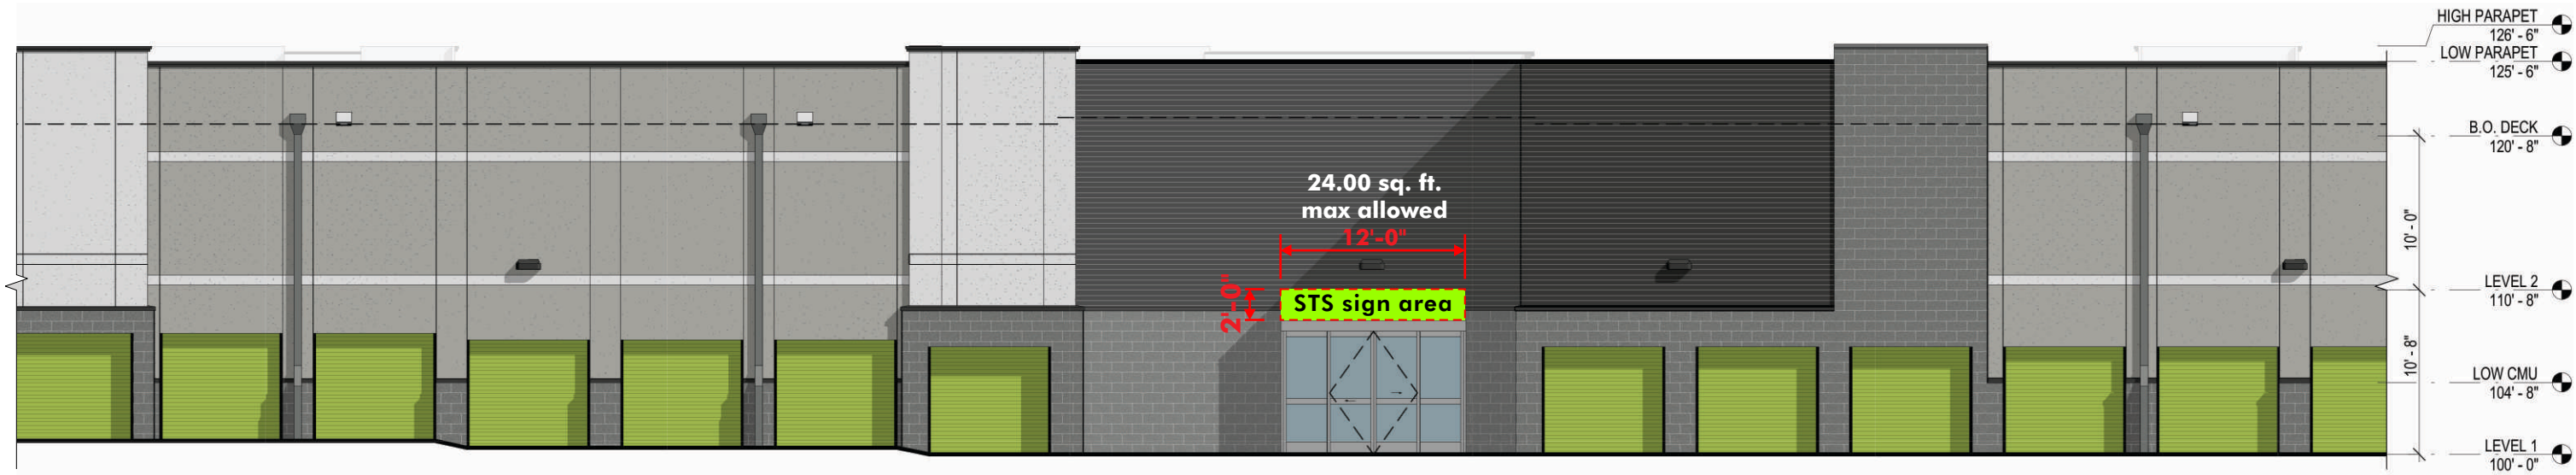 HIGH PARAPET
126' - 6"
LOW PARAPET
125' - 6"
B.O. DECK
120' - 8"
24.00 sq. ft.
max allowed
12'-0"
2'-0"
STS sign area
10' - 0"
LEVEL 2
110' - 8"
10' - 8"
LOW CMU
104' - 8"
LEVEL 1
100' - 0"